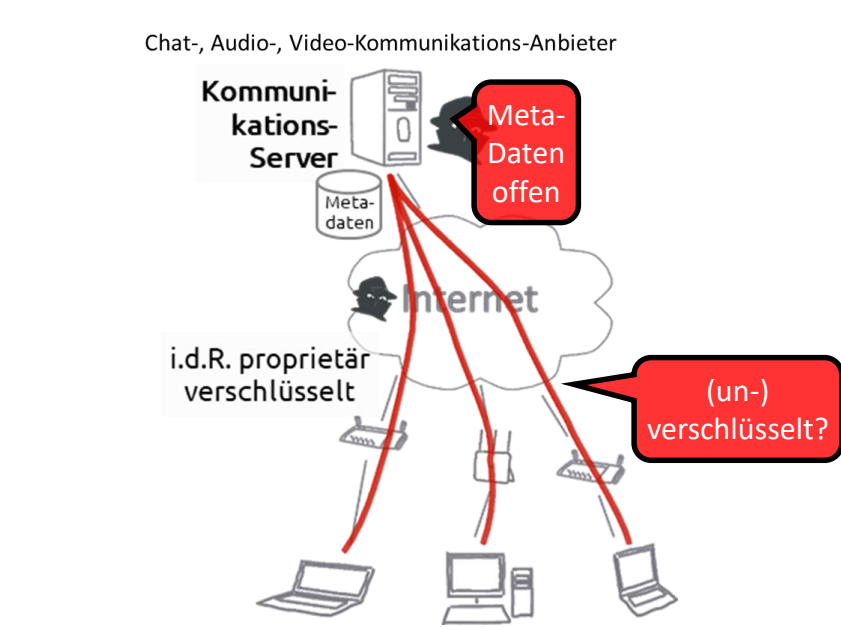 Chat-, Audio-, Video-Kommunikations-Anbieter
Kommuni-
kations-
Server
Meta-
Daten
offen
Meta-
daten
Internet
i.d.R. proprietär
verschlüsselt
(un-)
verschlüsselt?